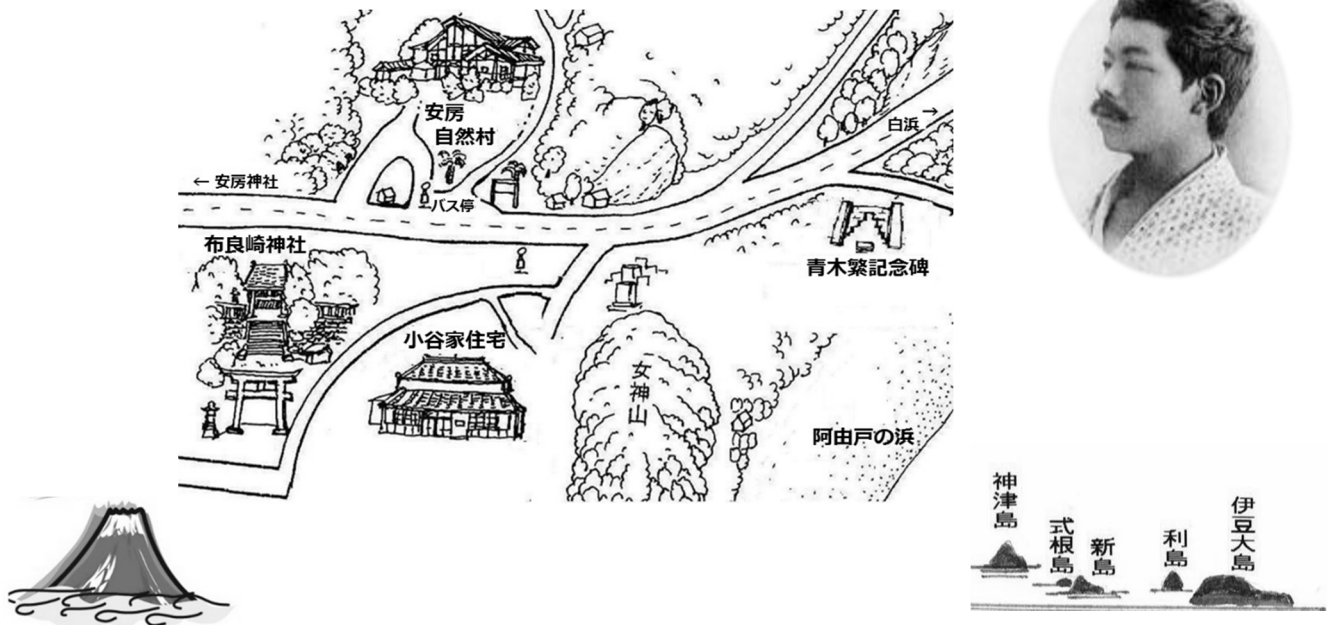 安房
自然村
白浜 →
← 安房神社
バス停
布良崎神社
青木繁記念碑
小谷家住宅
女神山
阿由戸の浜
神津島
式根島
新島
利島
伊豆大島